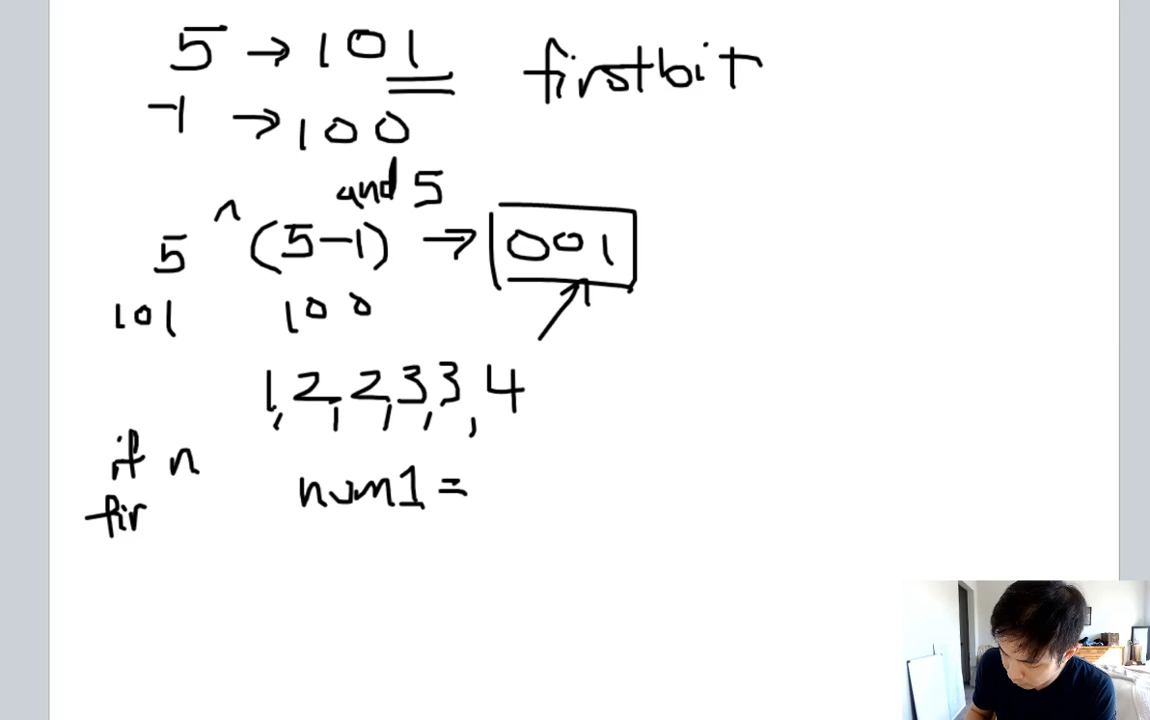 5 → 101 firstbit
-1 → 100
and 5
5 ^ (5-1) → 001
101 100
1, 2, 2, 3, 3, 4
if n
fir num1 =